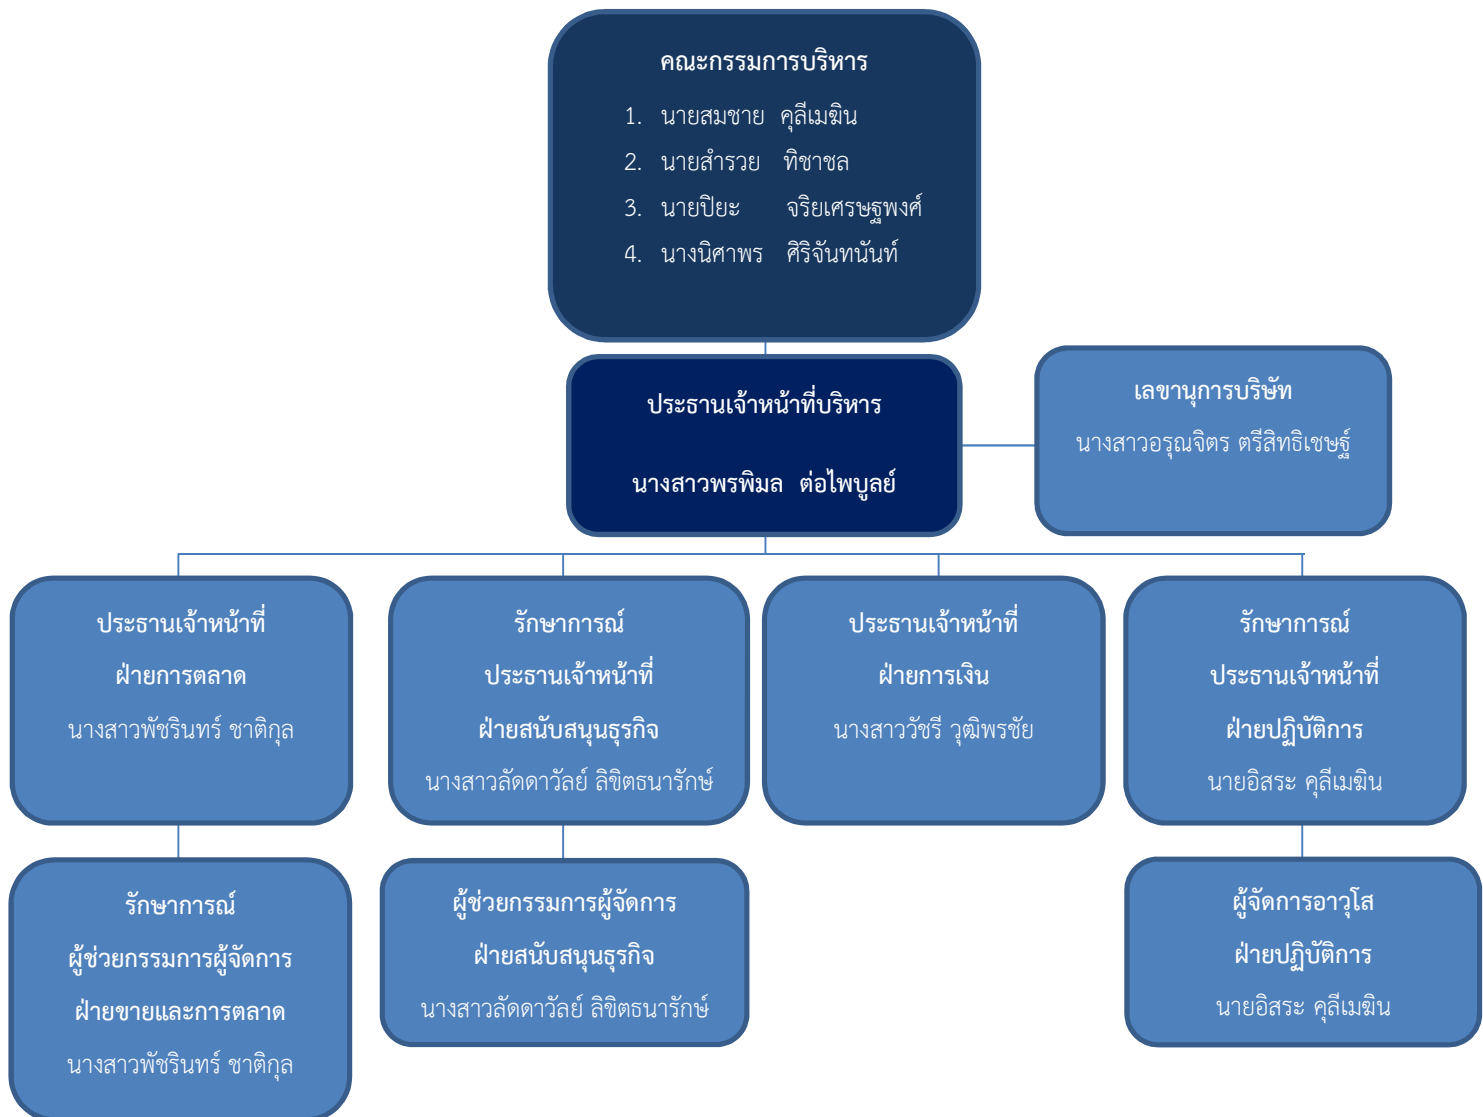 คณะกรรมการบริหาร
1. นายสมชาย คุลีเมฆิน
2. นายสำรวย ทิชาชล
3. นายปิยะ จริยเศรษฐพงศ์
4. นางนิศาพร ศิริจันทนันท์
ประธานเจ้าหน้าที่บริหาร
นางสาวพรพิมล ต่อไพบูลย์
เลขานุการบริษัท
นางสาวอรุณจิตร ตรีสิทธิเชษฐ์
ประธานเจ้าหน้าที่
ฝ่ายการตลาด
นางสาวพัชรินทร์ ชาติกุล
รักษาการณ์
ประธานเจ้าหน้าที่
ฝ่ายสนับสนุนธุรกิจ
นางสาวลัดดาวัลย์ ลิขิตธนารักษ์
ประธานเจ้าหน้าที่
ฝ่ายการเงิน
นางสาววัชรี วุฒิพรชัย
รักษาการณ์
ประธานเจ้าหน้าที่
ฝ่ายปฏิบัติการ
นายอิสระ คุลีเมฆิน
รักษาการณ์
ผู้ช่วยกรรมการผู้จัดการ
ฝ่ายขายและการตลาด
นางสาวพัชรินทร์ ชาติกุล
ผู้ช่วยกรรมการผู้จัดการ
ฝ่ายสนับสนุนธุรกิจ
นางสาวลัดดาวัลย์ ลิขิตธนารักษ์
ผู้จัดการอาวุโส
ฝ่ายปฏิบัติการ
นายอิสระ คุลีเมฆิน